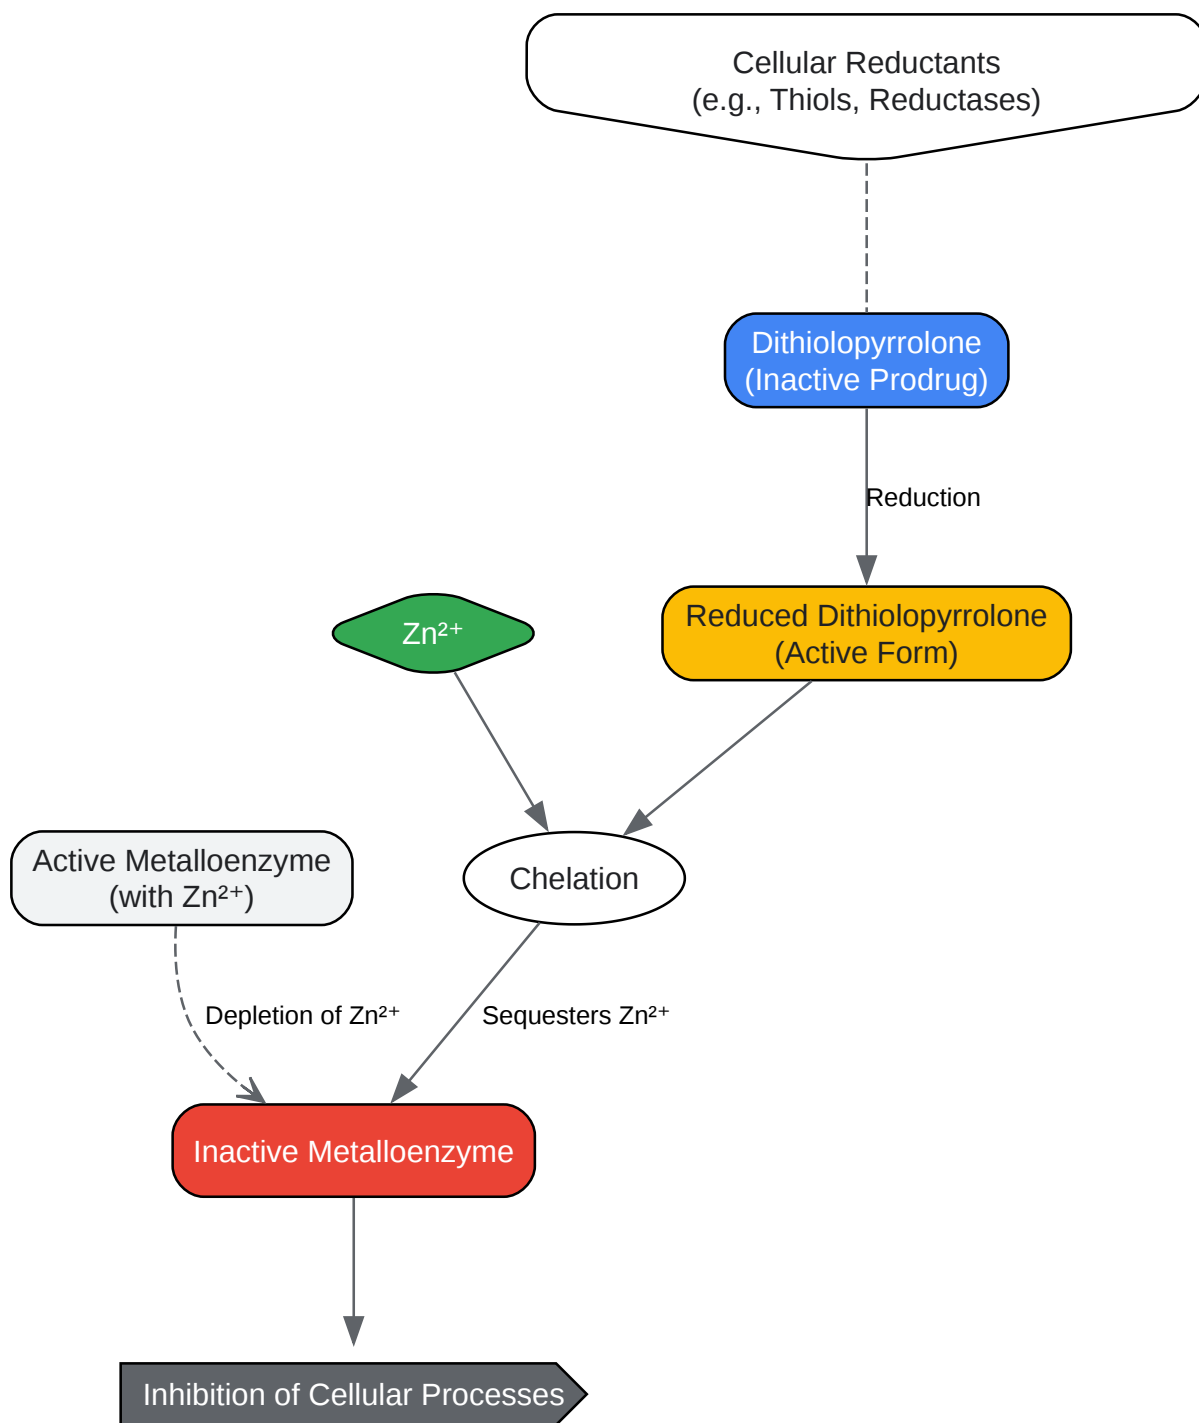 Cellular Reductants
(e.g., Thiols, Reductases)
Dithiolopyrrolone
(Inactive Prodrug)
Reduction
Zn²⁺
Reduced Dithiolopyrrolone
(Active Form)
Active Metalloenzyme
(with Zn²⁺)
Chelation
Depletion of Zn²⁺
Sequesters Zn²⁺
Inactive Metalloenzyme
Inhibition of Cellular Processes